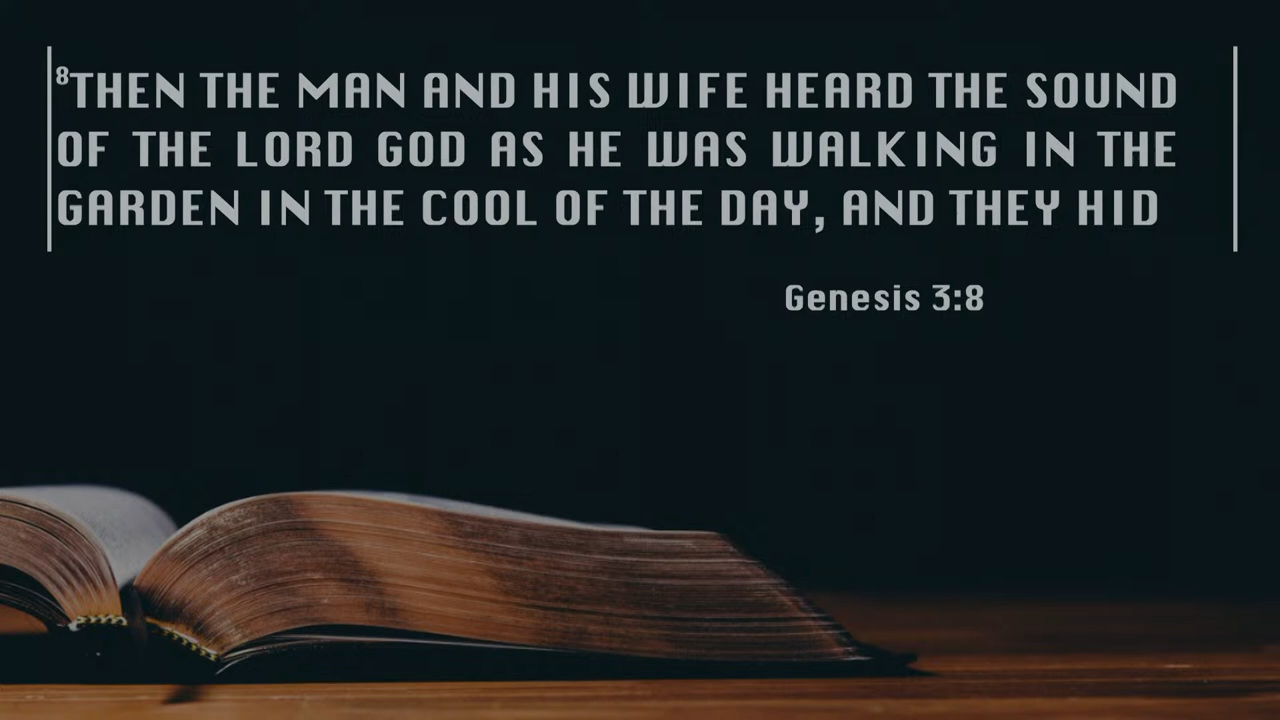 ⁸THEN THE MAN AND HIS WIFE HEARD THE SOUND
OF THE LORD GOD AS HE WAS WALKING IN THE
GARDEN IN THE COOL OF THE DAY, AND THEY HID
Genesis 3:8